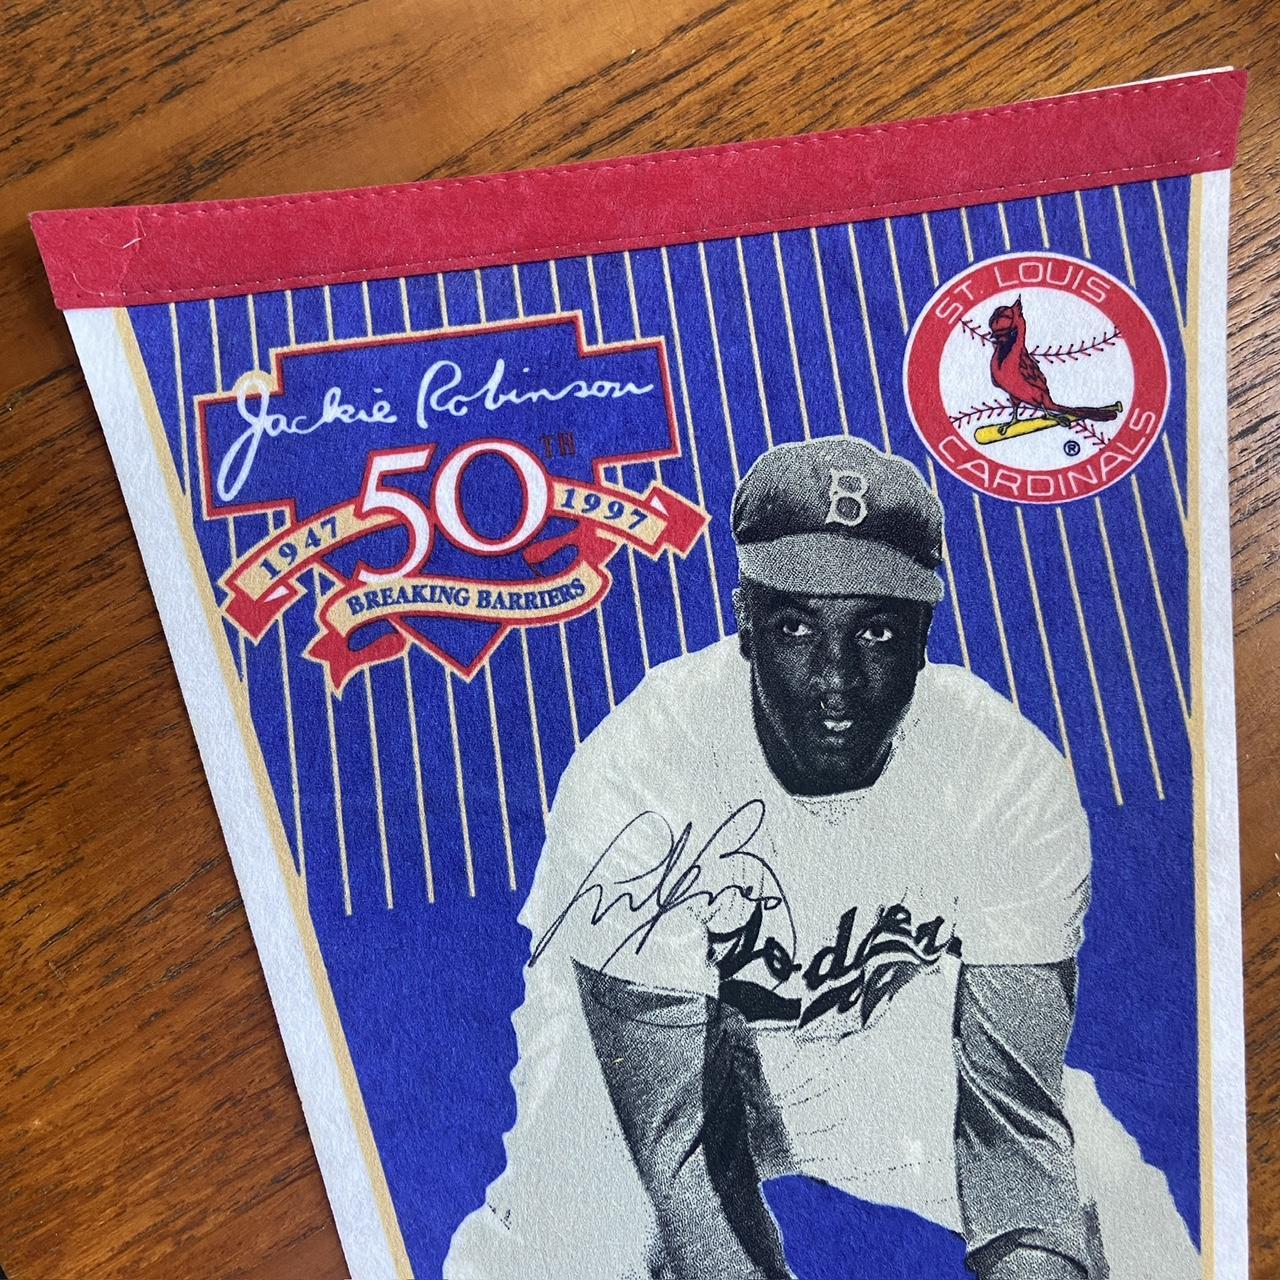 Jackie Robinson
50TH
1947
1997
BREAKING BARRIERS
ST LOUIS
CARDINALS
®
B
Dodgers